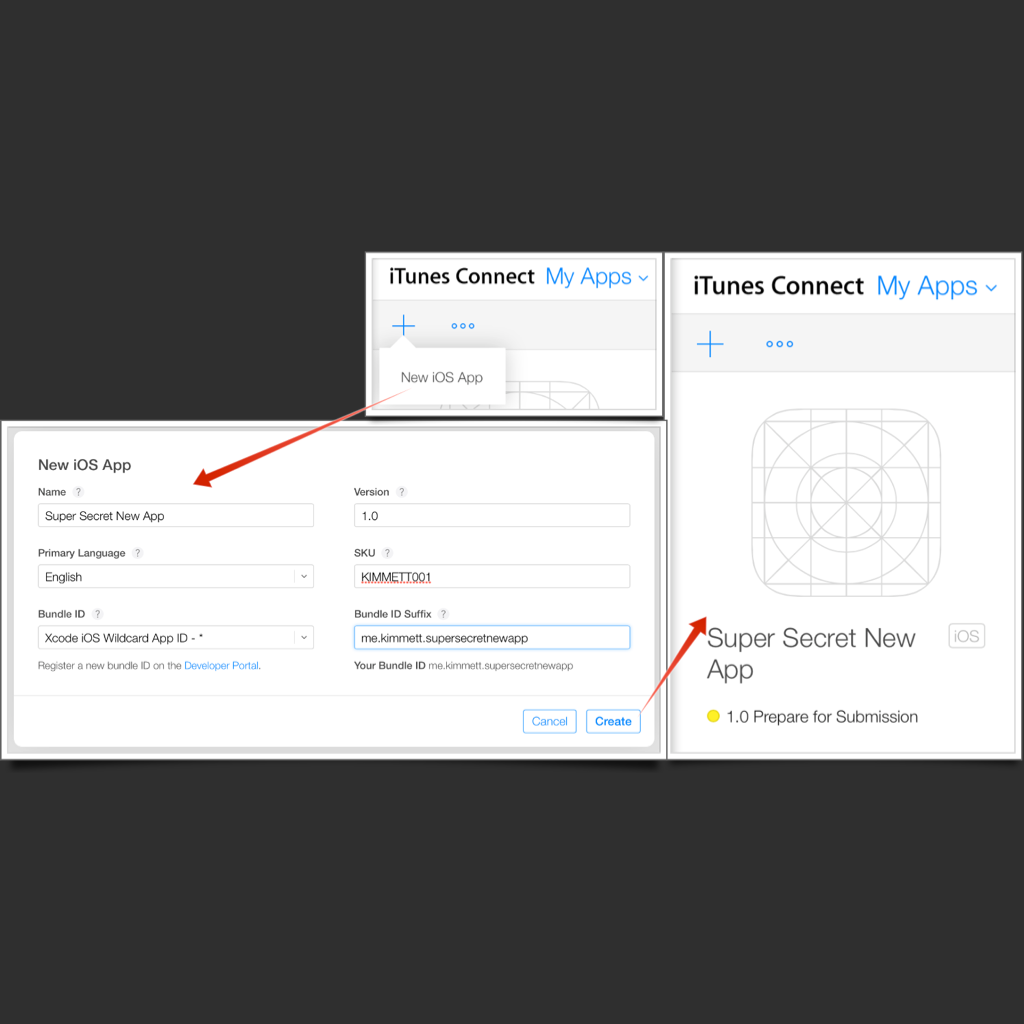 iTunes Connect My Apps
New iOS App
New iOS App
Name ?
Super Secret New App
Version ?
1.0
Primary Language ?
English
SKU ?
KIMMETT001
Bundle ID ?
Xcode iOS Wildcard App ID - *
Register a new bundle ID on the Developer Portal.
Bundle ID Suffix ?
me.kimmett.supersecretnewapp
Your Bundle ID me.kimmett.supersecretnewapp
Cancel
Create
iTunes Connect My Apps
Super Secret New
App
iOS
1.0 Prepare for Submission